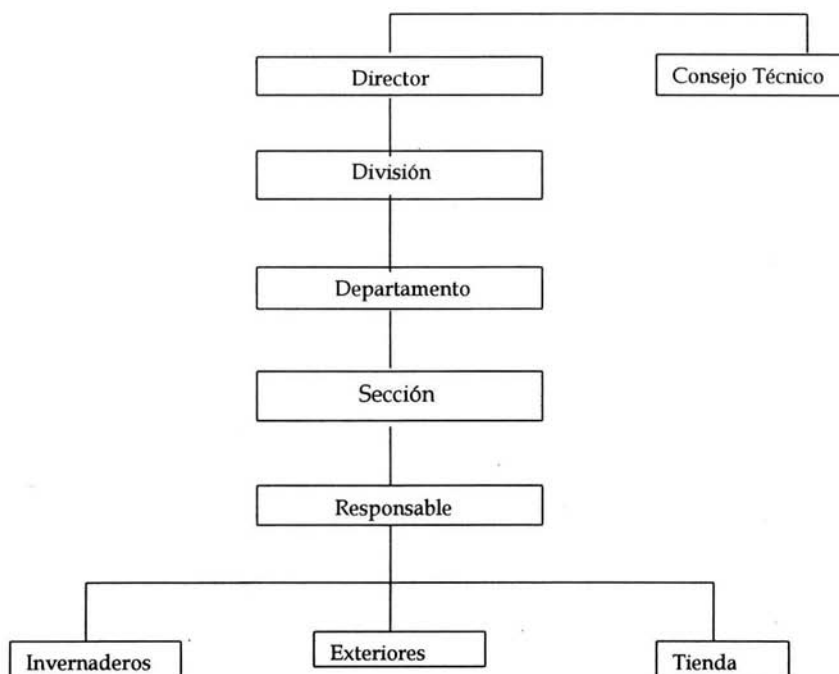 Director
Consejo Técnico
División
Departamento
Sección
Responsable
Invernaderos
Exteriores
Tienda